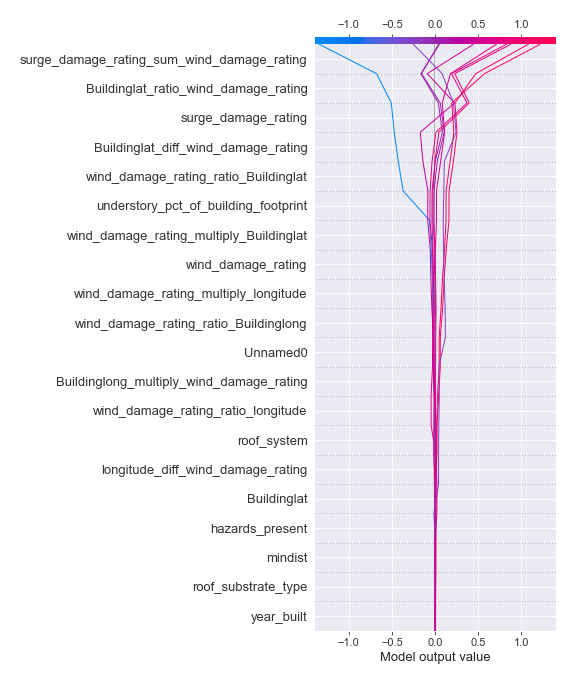 −1.0 −0.5 0.0 0.5 1.0
surge_damage_rating_sum_wind_damage_rating
Buildinglat_ratio_wind_damage_rating
surge_damage_rating
Buildinglat_diff_wind_damage_rating
wind_damage_rating_ratio_Buildinglat
understory_pct_of_building_footprint
wind_damage_rating_multiply_Buildinglat
wind_damage_rating
wind_damage_rating_multiply_longitude
wind_damage_rating_ratio_Buildinglong
Unnamed0
Buildinglong_multiply_wind_damage_rating
wind_damage_rating_ratio_longitude
roof_system
longitude_diff_wind_damage_rating
Buildinglat
hazards_present
mindist
roof_substrate_type
year_built
−1.0 −0.5 0.0 0.5 1.0
Model output value